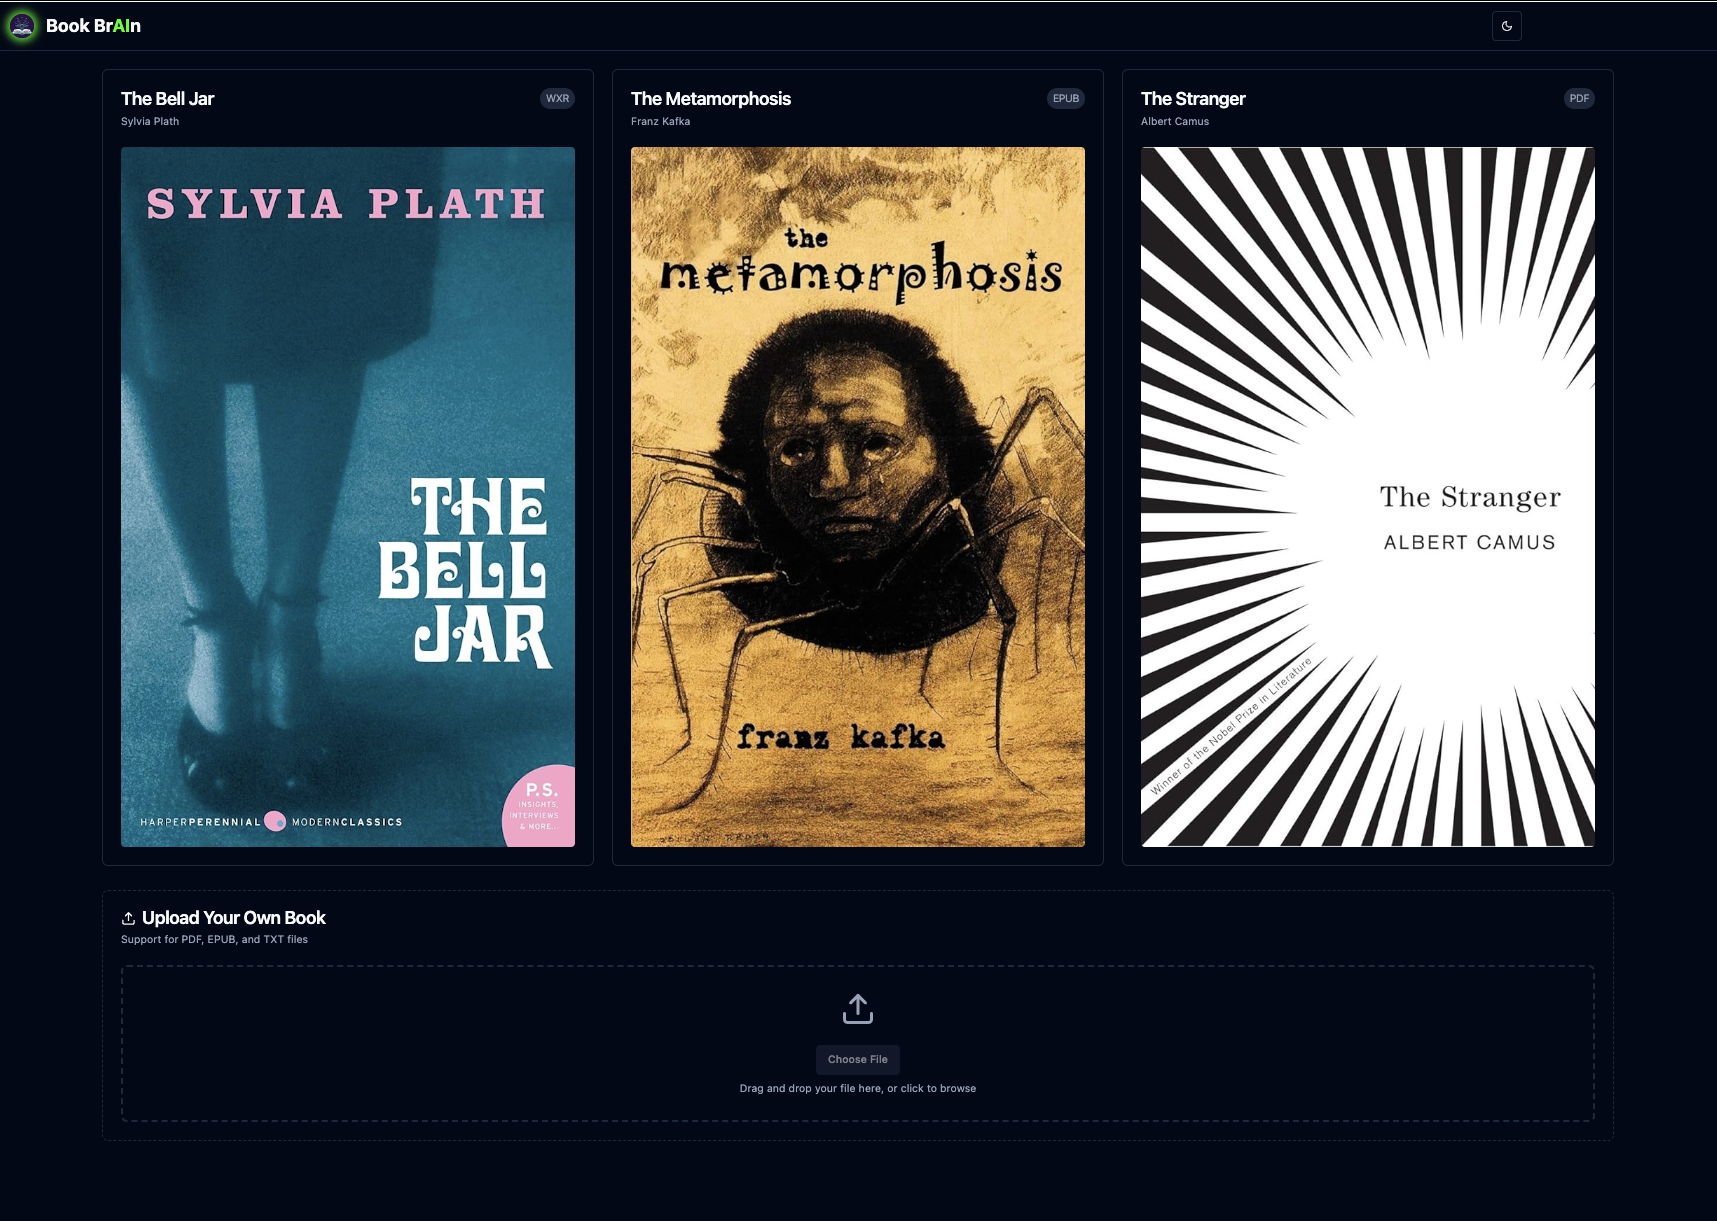 Book BrAIn
The Bell Jar
WXR
Sylvia Plath
SYLVIA PLATH
THE
BELL
JAR
P.S.
INSIGHTS,
INTERVIEWS
& MORE...
HARPERPERENNIAL MODERNCLASSICS
The Metamorphosis
EPUB
Franz Kafka
the
metamorphosis
franz kafka
The Stranger
PDF
Albert Camus
The Stranger
ALBERT CAMUS
Winner of the Nobel Prize in Literature
Upload Your Own Book
Support for PDF, EPUB, and TXT files
Choose File
Drag and drop your file here, or click to browse